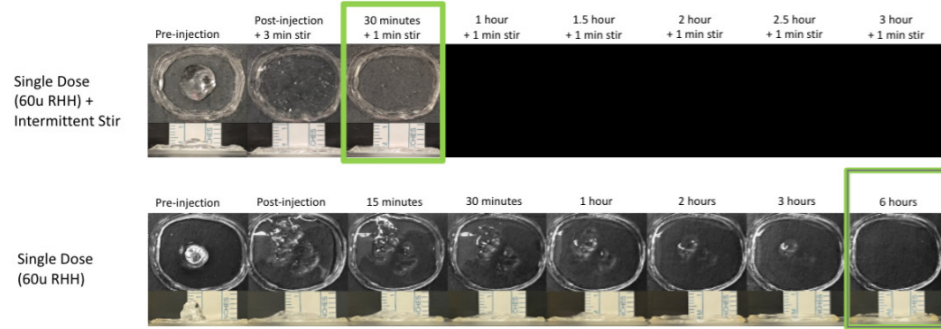 Pre-injection
Post-injection
+ 3 min stir
30 minutes
+ 1 min stir
1 hour
+ 1 min stir
1.5 hour
+ 1 min stir
2 hour
+ 1 min stir
2.5 hour
+ 1 min stir
3 hour
+ 1 min stir
Single Dose
(60u RHH) +
Intermittent Stir
Pre-injection
Post-injection
15 minutes
30 minutes
1 hour
2 hours
3 hours
6 hours
Single Dose
(60u RHH)